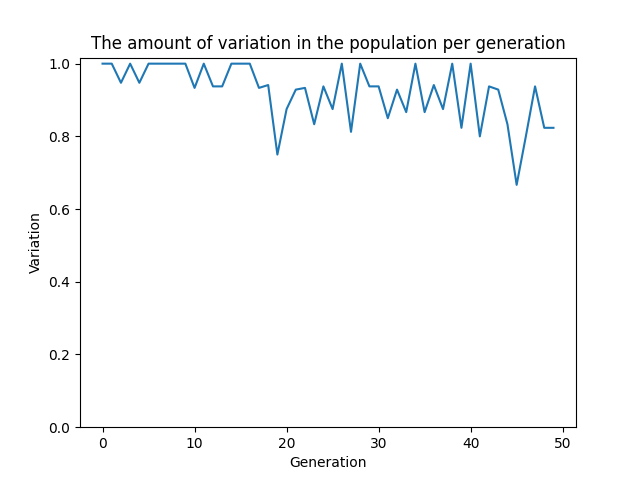 The amount of variation in the population per generation
1.0
0.8
0.6
0.4
0.2
0.0
Variation
0 10 20 30 40 50
Generation